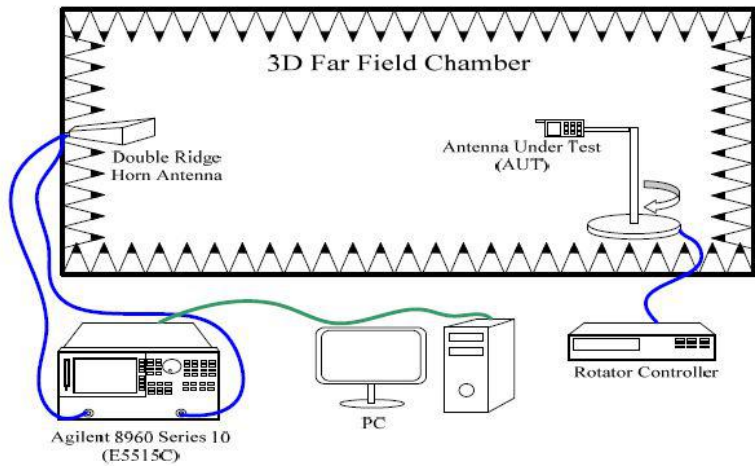 3D Far Field Chamber
Double Ridge
Horn Antenna
Antenna Under Test
(AUT)
Agilent 8960 Series 10
(E5515C)
PC
Rotator Controller